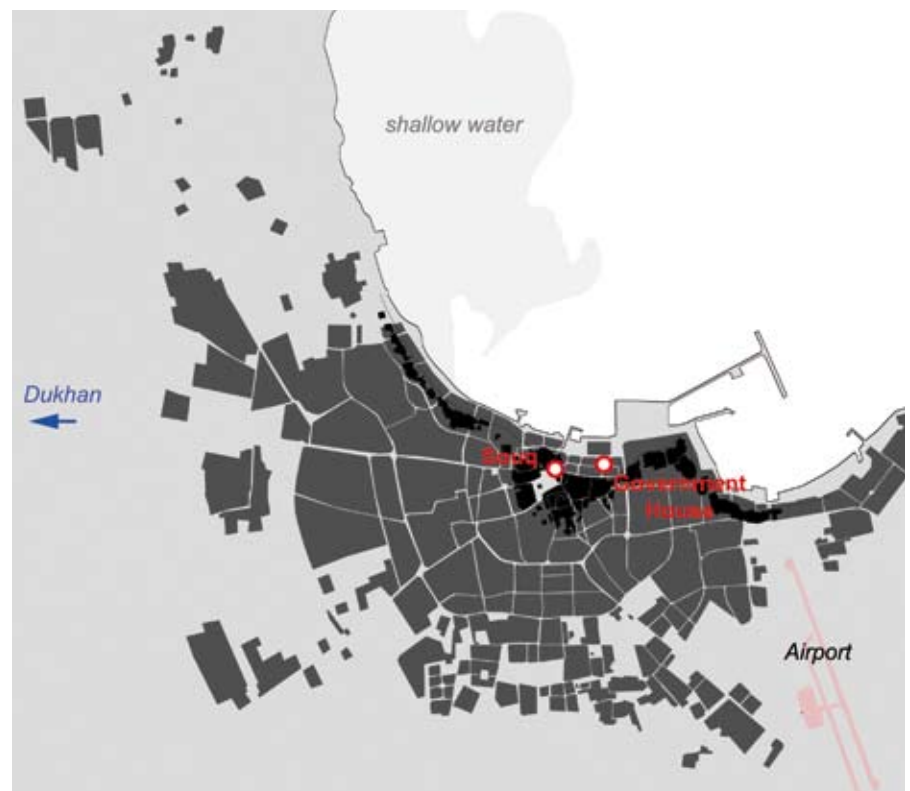 shallow water
Dukhan
Souq
Government
House
Airport